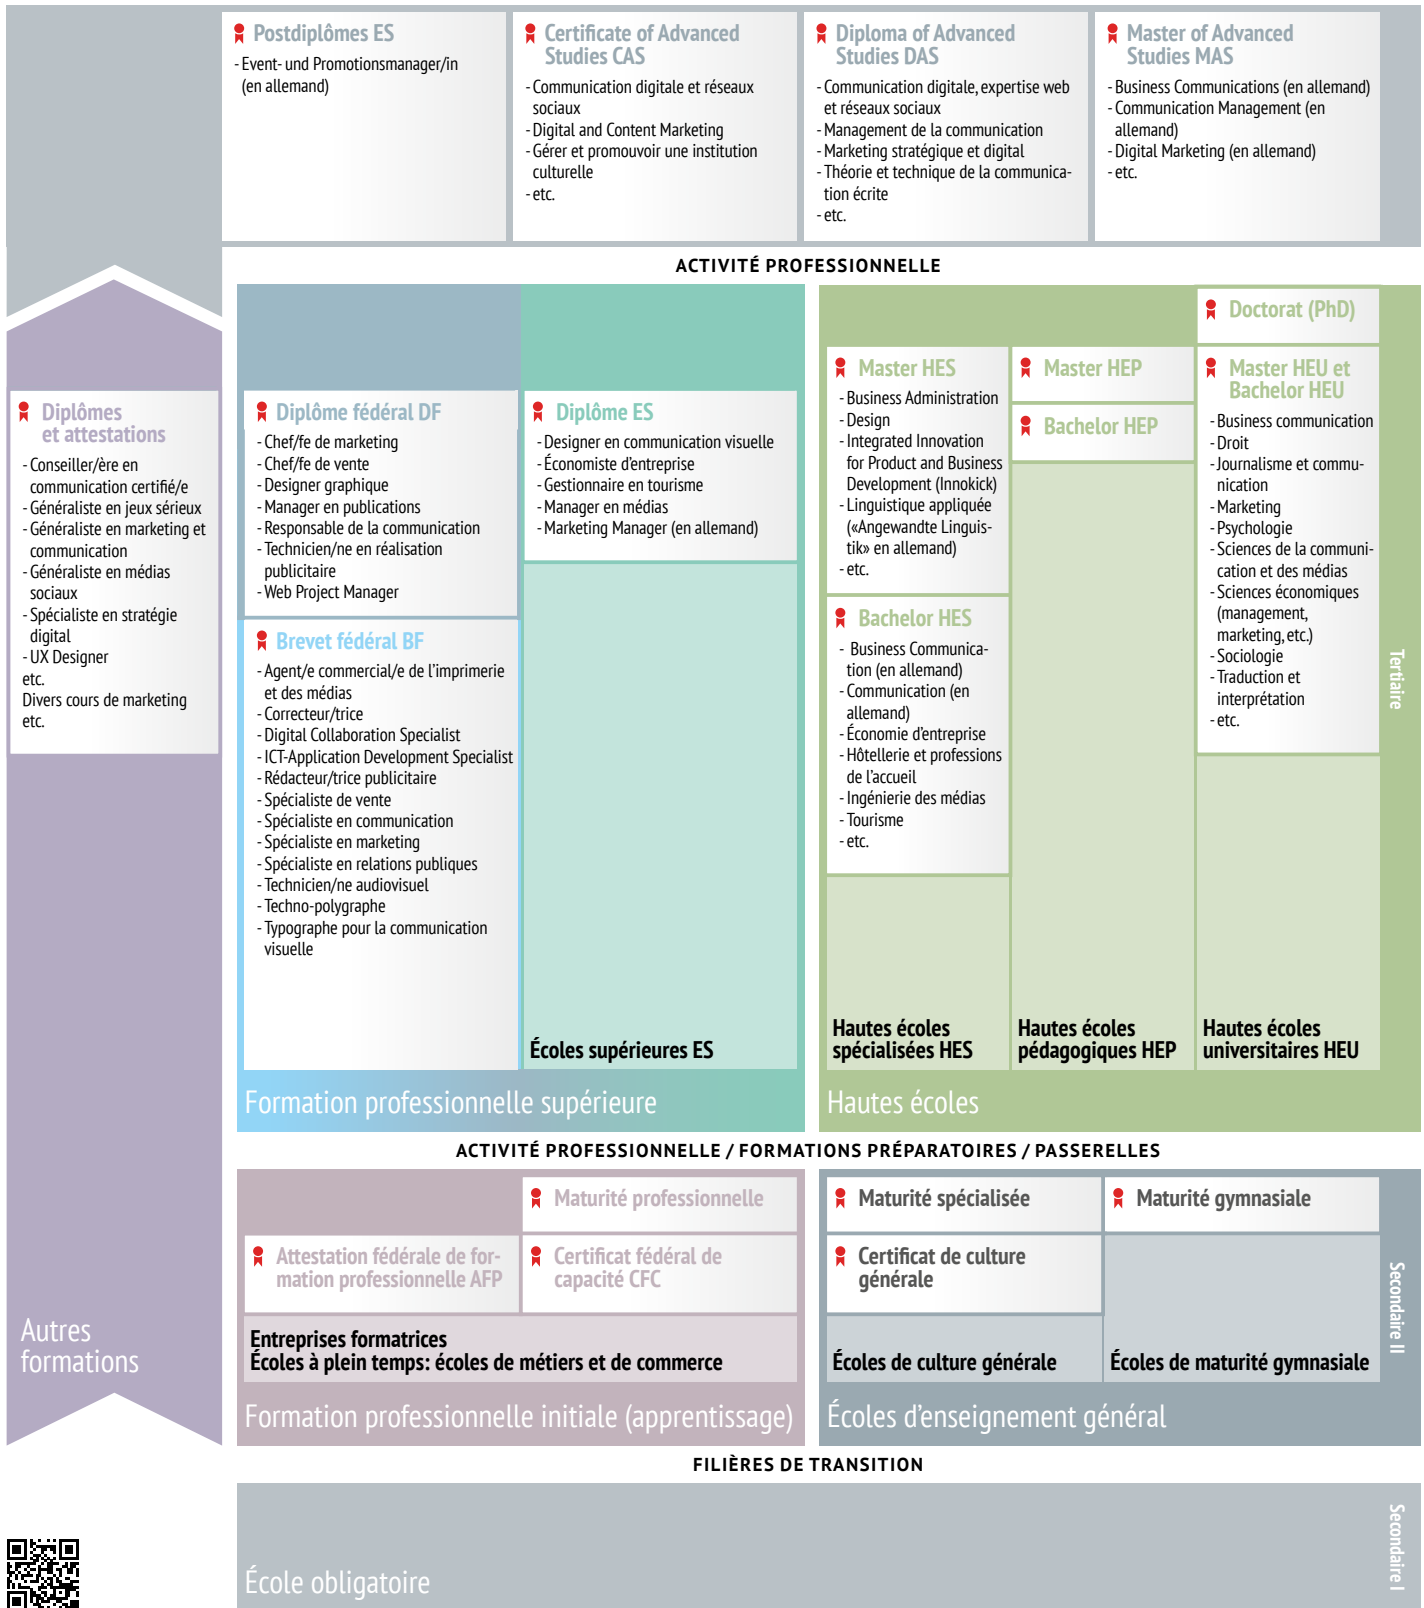 Postdiplômes ES
- Event- und Promotionsmanager/in
(en allemand)
Certificate of Advanced
Studies CAS
- Communication digitale et réseaux
sociaux
- Digital and Content Marketing
- Gérer et promouvoir une institution
culturelle
- etc.
Diploma of Advanced
Studies DAS
- Communication digitale, expertise web
et réseaux sociaux
- Management de la communication
- Marketing stratégique et digital
- Théorie et technique de la communica-
tion écrite
- etc.
Master of Advanced
Studies MAS
- Business Communications (en allemand)
- Communication Management (en
allemand)
- Digital Marketing (en allemand)
- etc.
ACTIVITÉ PROFESSIONNELLE
Diplômes
et attestations
- Conseiller/ère en
communication certifié/e
- Généraliste en jeux sérieux
- Généraliste en marketing et
communication
- Généraliste en médias
sociaux
- Spécialiste en stratégie
digital
- UX Designer
etc.
Divers cours de marketing
etc.
Autres
formations
Diplôme fédéral DF
- Chef/fe de marketing
- Chef/fe de vente
- Designer graphique
- Manager en publications
- Responsable de la communication
- Technicien/ne en réalisation
publicitaire
- Web Project Manager
Brevet fédéral BF
- Agent/e commercial/e de l’imprimerie
et des médias
- Correcteur/trice
- Digital Collaboration Specialist
- ICT-Application Development Specialist
- Rédacteur/trice publicitaire
- Spécialiste de vente
- Spécialiste en communication
- Spécialiste en marketing
- Spécialiste en relations publiques
- Technicien/ne audiovisuel
- Techno-polygraphe
- Typographe pour la communication
visuelle
Diplôme ES
- Designer en communication visuelle
- Économiste d’entreprise
- Gestionnaire en tourisme
- Manager en médias
- Marketing Manager (en allemand)
Écoles supérieures ES
Formation professionnelle supérieure
Master HES
- Business Administration
- Design
- Integrated Innovation
for Product and Business
Development (Innokick)
- Linguistique appliquée
(«Angewandte Linguis-
tik» en allemand)
- etc.
Bachelor HES
- Business Communica-
tion (en allemand)
- Communication (en
allemand)
- Économie d’entreprise
- Hôtellerie et professions
de l’accueil
- Ingénierie des médias
- Tourisme
- etc.
Hautes écoles
spécialisées HES
Master HEP
Bachelor HEP
Hautes écoles
pédagogiques HEP
Doctorat (PhD)
Master HEU et
Bachelor HEU
- Business communication
- Droit
- Journalisme et commu-
nication
- Marketing
- Psychologie
- Sciences de la communi-
cation et des médias
- Sciences économiques
(management,
marketing, etc.)
- Sociologie
- Traduction et
interprétation
- etc.
Hautes écoles
universitaires HEU
Hautes écoles
Tertiaire
ACTIVITÉ PROFESSIONNELLE / FORMATIONS PRÉPARATOIRES / PASSERELLES
Maturité professionnelle
Attestation fédérale de for-
mation professionnelle AFP
Certificat fédéral de
capacité CFC
Entreprises formatrices
Écoles à plein temps: écoles de métiers et de commerce
Formation professionnelle initiale (apprentissage)
Maturité spécialisée
Certificat de culture
générale
Écoles de culture générale
Maturité gymnasiale
Écoles de maturité gymnasiale
Écoles d’enseignement général
Secondaire II
FILIÈRES DE TRANSITION
École obligatoire
Secondaire I